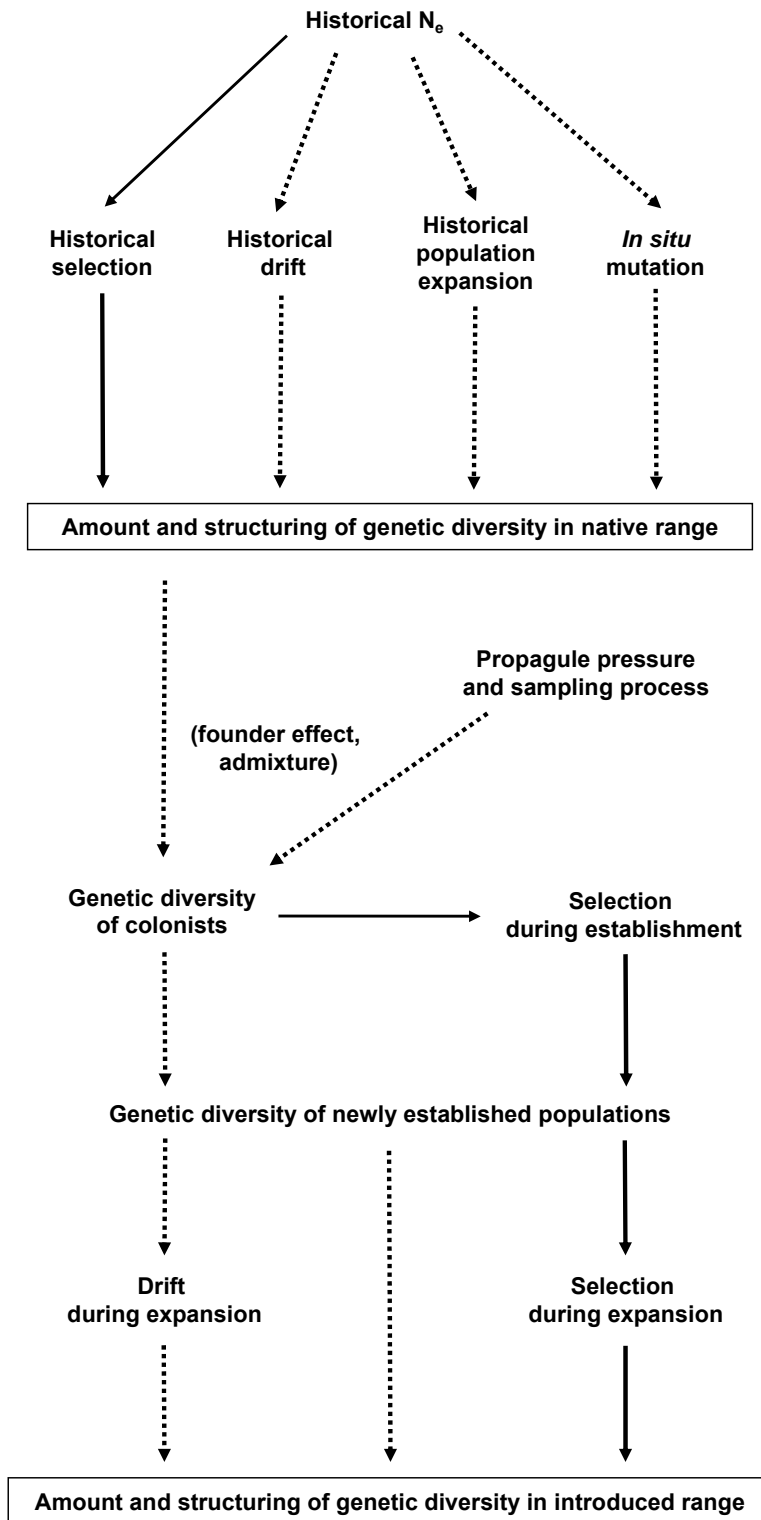 Historical Ne
Historical
selection
Historical
drift
Historical
population
expansion
In situ
mutation
Amount and structuring of genetic diversity in native range
Propagule pressure
and sampling process
(founder effect,
admixture)
Genetic diversity
of colonists
Selection
during establishment
Genetic diversity of newly established populations
Drift
during expansion
Selection
during expansion
Amount and structuring of genetic diversity in introduced range